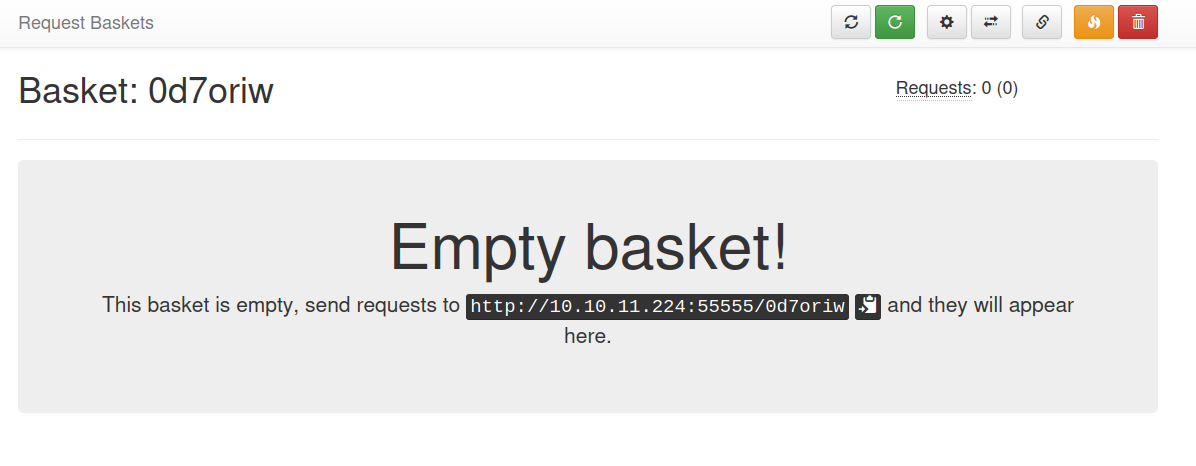 Request Baskets
Basket: 0d7oriw
Requests: 0 (0)
Empty basket!
This basket is empty, send requests to http://10.10.11.224:55555/0d7oriw and they will appear
here.